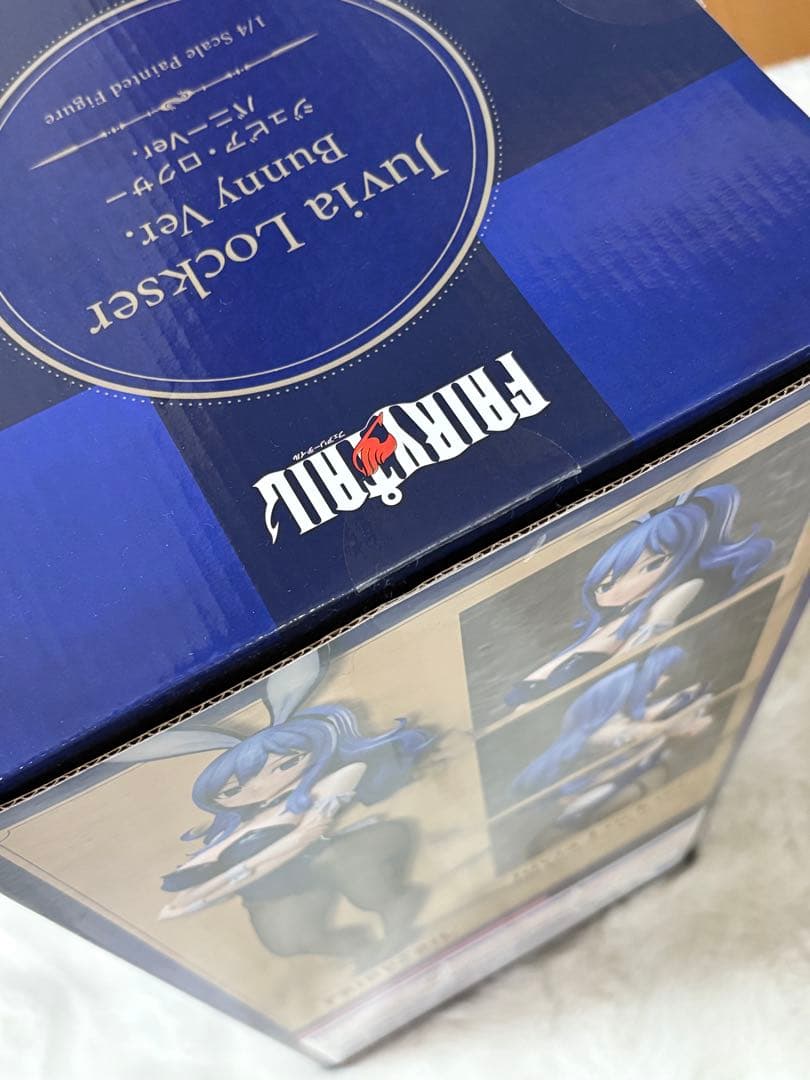 Juvia Lockser
Bunny Ver.
ジュビア・ロクサー
バニーVer.
1/4 Scale Painted Figure
FAIRY TAIL
フェアリーテイル